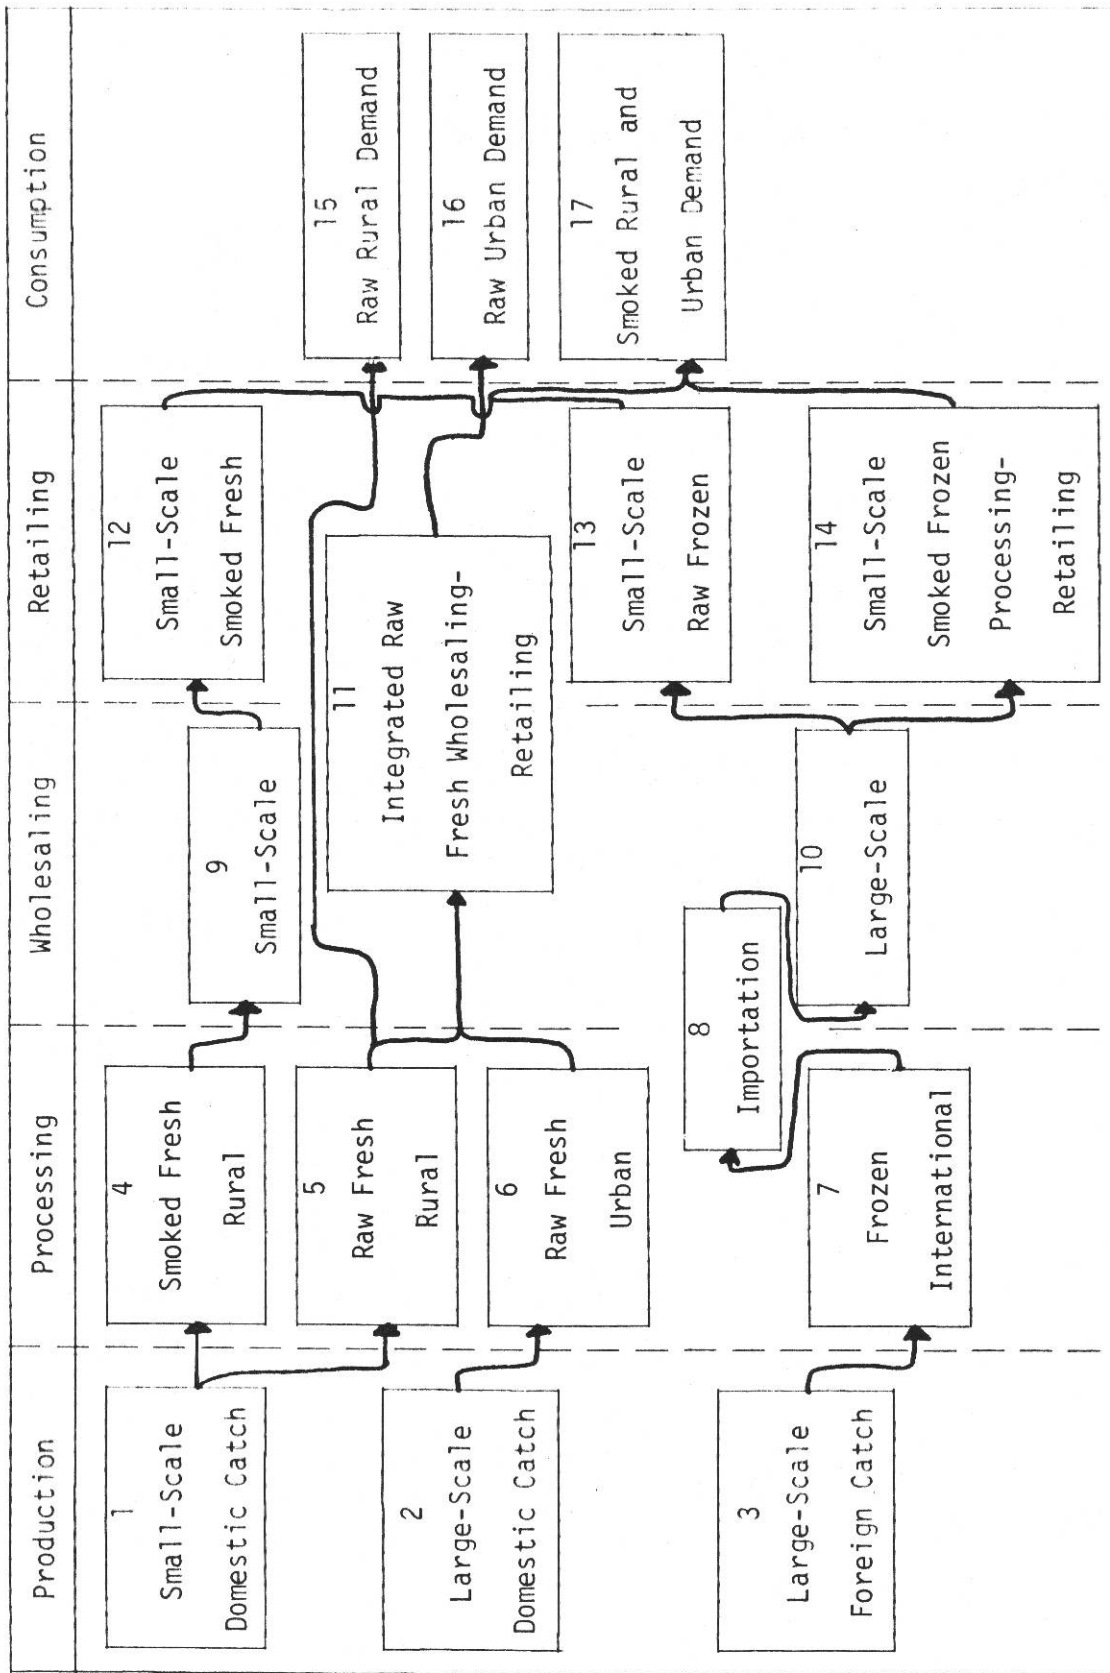 Production
Processing
Wholesaling
Retailing
Consumption
1
Small-Scale
Domestic Catch
2
Large-Scale
Domestic Catch
3
Large-Scale
Foreign Catch
4
Smoked Fresh
Rural
5
Raw Fresh
Rural
6
Raw Fresh
Urban
7
Frozen
International
8
Importation
9
Small-Scale
10
Large-Scale
11
Integrated Raw
Fresh Wholesaling-
Retailing
12
Small-Scale
Smoked Fresh
13
Small-Scale
Raw Frozen
14
Small-Scale
Smoked Frozen
Processing-
Retailing
15
Raw Rural Demand
16
Raw Urban Demand
17
Smoked Rural and
Urban Demand